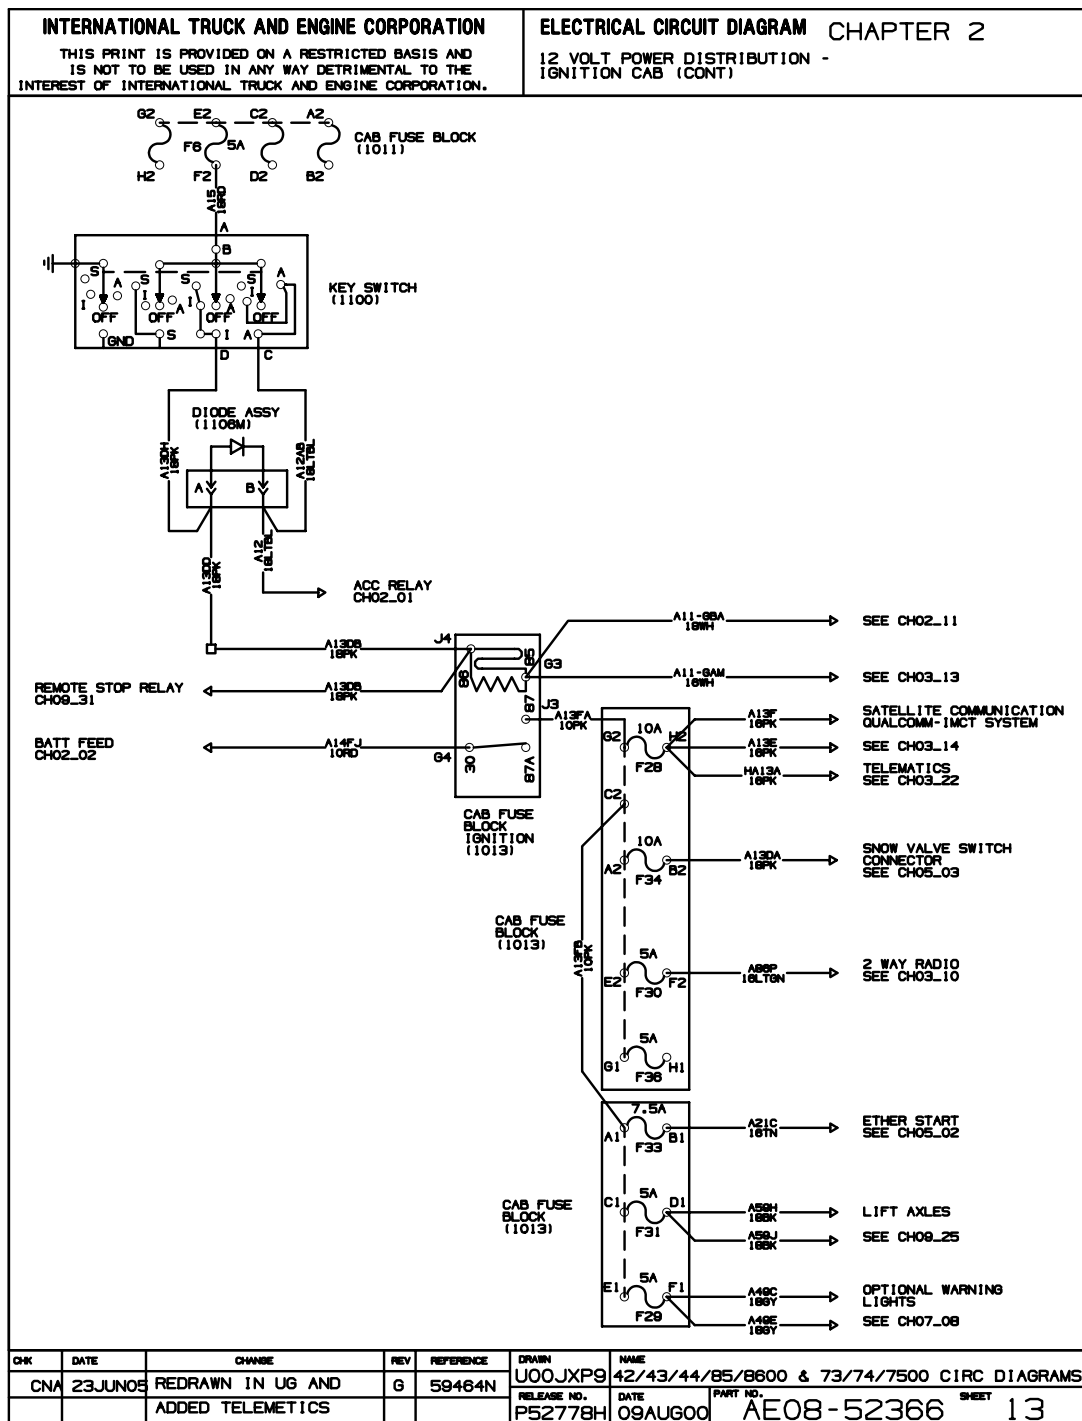 INTERNATIONAL TRUCK AND ENGINE CORPORATION
THIS PRINT IS PROVIDED ON A RESTRICTED BASIS AND
IS NOT TO BE USED IN ANY WAY DETRIMENTAL TO THE
INTEREST OF INTERNATIONAL TRUCK AND ENGINE CORPORATION.
ELECTRICAL CIRCUIT DIAGRAM CHAPTER 2
12 VOLT POWER DISTRIBUTION -
IGNITION CAB (CONT)
G2 E2 C2 A2
F6 5A
CAB FUSE BLOCK
(1011)
H2 F2 D2 B2
A15
18RD
A
B
S S S S A
A I I A I A
OFF OFF OFF OFF
GND S I A
KEY SWITCH
(1100)
D C
DIODE ASSY
(1106M)
A13DH
18PK
A12AB
18LTBL
A B
A13DD
18PK
A12
18LTBL
ACC RELAY
CH02_01
A13DB
18PK
J4
86
85
G3
A11-GBA
18WH
SEE CH02_11
A11-GAM
16WH
SEE CH03_13
REMOTE STOP RELAY
CH09_31
A13DB
18PK
87
J3
A13FA
10PK
BATT FEED
CH02_02
A14FJ
10RD
G4
30
87A
CAB FUSE
BLOCK
IGNITION
(1013)
10A
G2 H2
F28
A13F
16PK
SATELLITE COMMUNICATION
QUALCOMM-IMCT SYSTEM
A13E
16PK
SEE CH03_14
HA13A
16PK
TELEMATICS
SEE CH03_22
C2
10A
A2 B2
F34
A13DA
18PK
SNOW VALVE SWITCH
CONNECTOR
SEE CH05_03
CAB FUSE
BLOCK
(1013)
A13FB
10PK
5A
E2 F2
F30
A86P
16LTGN
2 WAY RADIO
SEE CH03_10
5A
G1 H1
F36
7.5A
A1 B1
F33
A21C
16TN
ETHER START
SEE CH05_02
CAB FUSE
BLOCK
(1013)
5A
C1 D1
F31
A59H
18BK
LIFT AXLES
A59J
18BK
SEE CH09_25
5A
E1 F1
F29
A49C
18GY
OPTIONAL WARNING
LIGHTS
A49E
18GY
SEE CH07_08
CHK DATE CHANGE REV REFERENCE DRAWN NAME
CNA 23JUN05 REDRAWN IN UG AND G 59464N U00JXP9 42/43/44/85/8600 & 73/74/7500 CIRC DIAGRAMS
ADDED TELEMETICS
RELEASE NO. DATE PART NO. SHEET
P52778H 09AUG00 AE08-52366 13